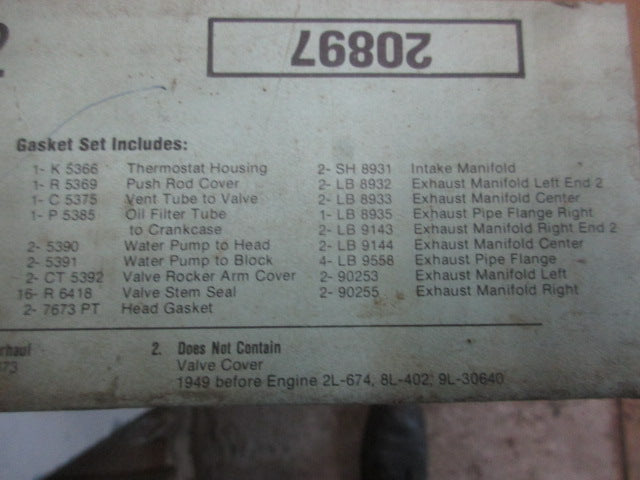 20897
Gasket Set Includes:
1- K 5366 Thermostat Housing
1- R 5369 Push Rod Cover
1- C 5375 Vent Tube to Valve
1- P 5385 Oil Filter Tube
to Crankcase
2- 5390 Water Pump to Head
2- 5391 Water Pump to Block
2- CT 5392 Valve Rocker Arm Cover
16- R 6418 Valve Stem Seal
2- 7673 PT Head Gasket
2- SH 8931 Intake Manifold
2- LB 8932 Exhaust Manifold Left End 2
2- LB 8933 Exhaust Manifold Center
1- LB 8935 Exhaust Pipe Flange Right
2- LB 9143 Exhaust Manifold Right End 2
2- LB 9144 Exhaust Manifold Center
4- LB 9558 Exhaust Pipe Flange
2- 90253 Exhaust Manifold Left
2- 90255 Exhaust Manifold Right
2. Does Not Contain
Valve Cover
1949 before Engine 2L-674, 8L-402, 9L-30640